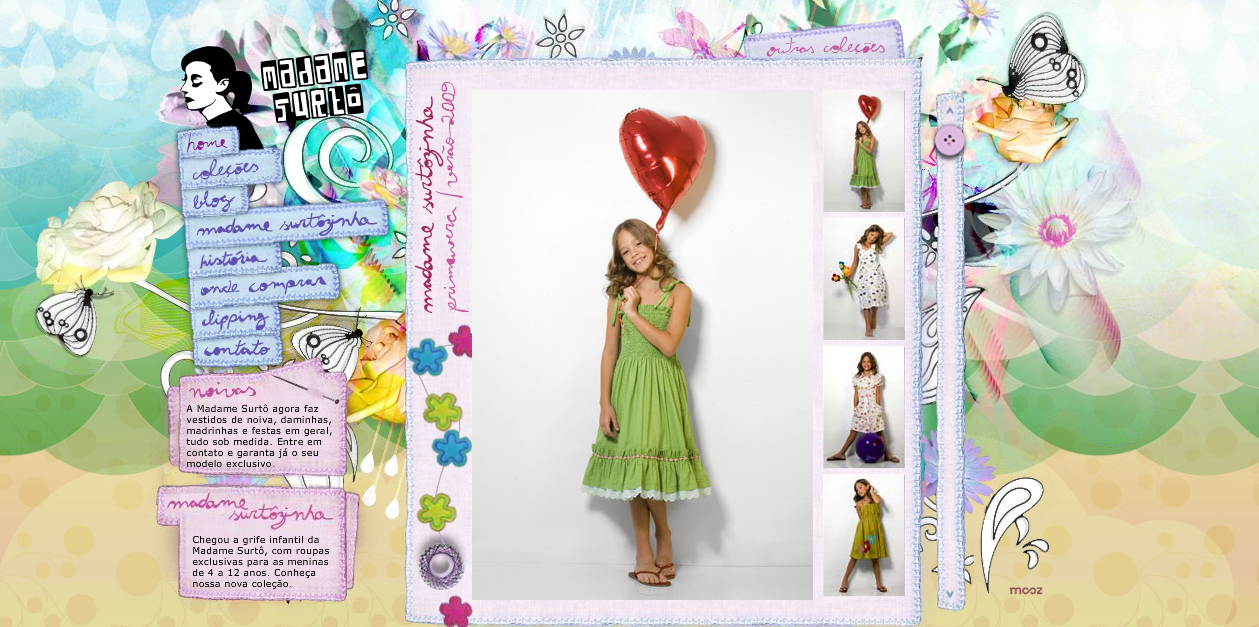 madame
surtô
home
coleções
blog
madame surtôzinha
história
onde comprar
clipping
contato
noivas
A Madame Surtô agora faz
vestidos de noiva, daminhas,
madrinhas e festas em geral,
tudo sob medida. Entre em
contato e garanta já o seu
modelo exclusivo.
madame
surtôzinha
Chegou a grife infantil da
Madame Surtô, com roupas
exclusivas para as meninas
de 4 a 12 anos. Conheça
nossa nova coleção.
outras coleções
madame surtôzinha
primavera / verão 2009
mooz